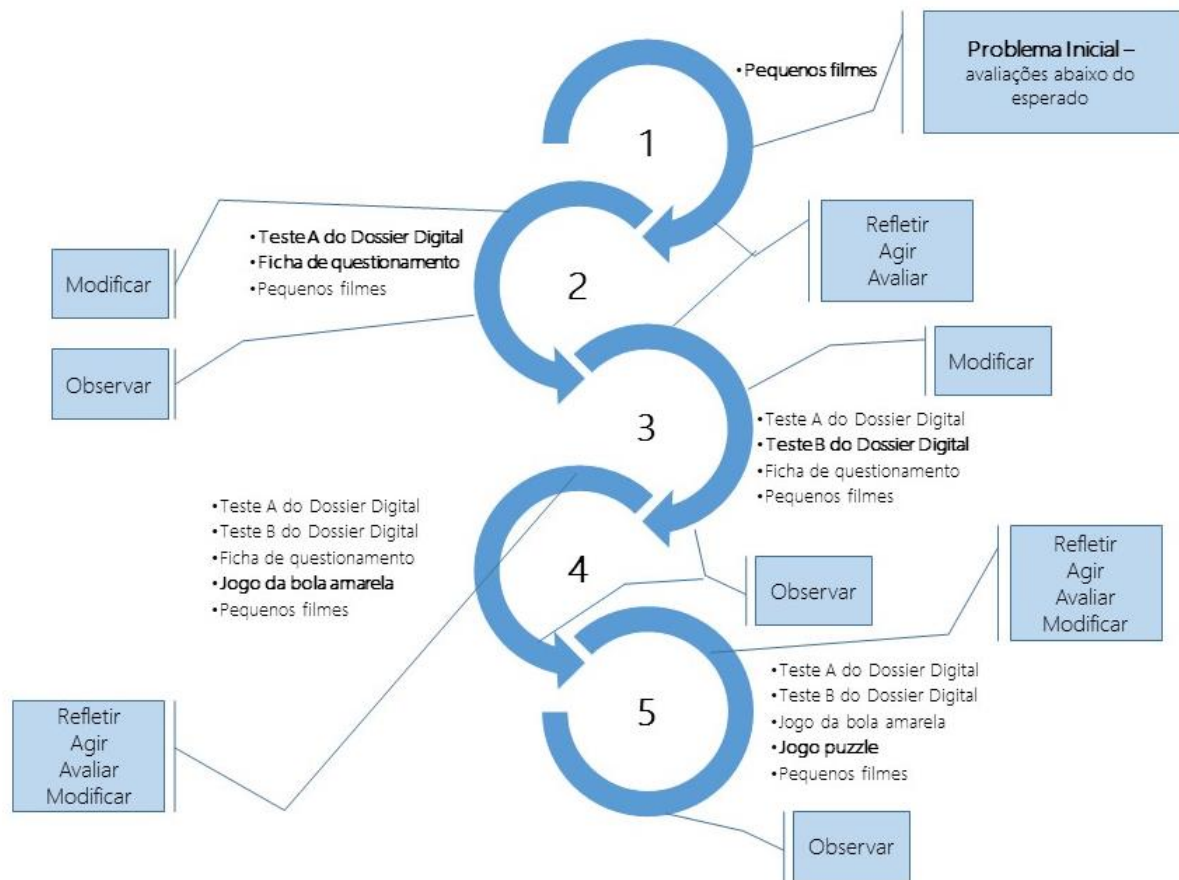 •Pequenos filmes
Problema Inicial –
avaliações abaixo do
esperado
1
Refletir
Agir
Avaliar
•Teste A do Dossier Digital
•Ficha de questionamento
•Pequenos filmes
Modificar
2
Observar
Modificar
3
•Teste A do Dossier Digital
•Teste B do Dossier Digital
•Ficha de questionamento
•Pequenos filmes
•Teste A do Dossier Digital
•Teste B do Dossier Digital
•Ficha de questionamento
•Jogo da bola amarela
•Pequenos filmes
4
Observar
Refletir
Agir
Avaliar
Modificar
•Teste A do Dossier Digital
•Teste B do Dossier Digital
•Jogo da bola amarela
•Jogo puzzle
•Pequenos filmes
5
Refletir
Agir
Avaliar
Modificar
Observar